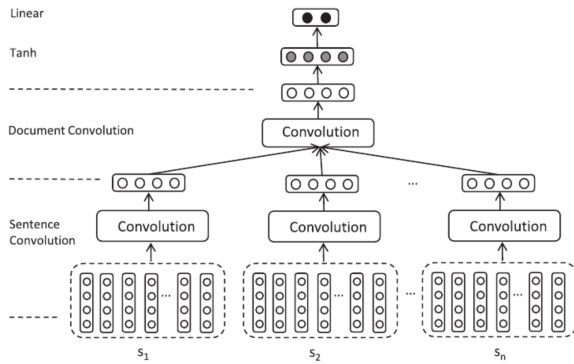 Linear
Tanh
Document Convolution
Convolution
...
Sentence
Convolution
Convolution
Convolution
Convolution
...
...
...
...
s1
s2
sn